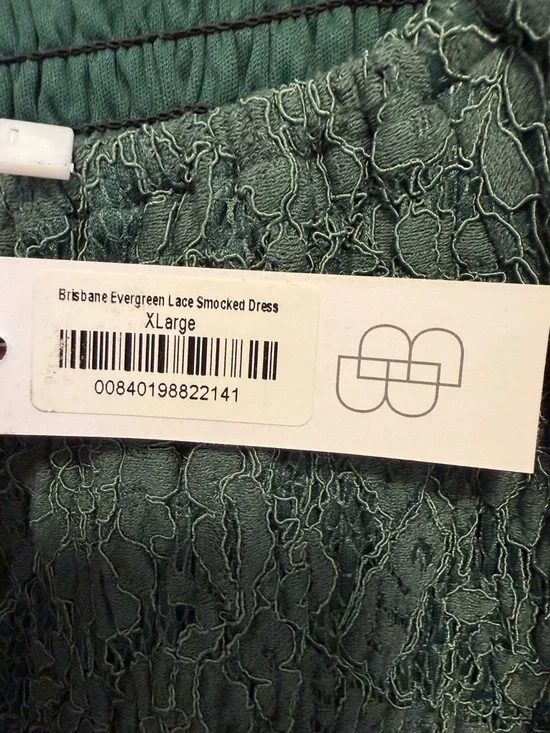 Brisbane Evergreen Lace Smocked Dress
XLarge
00840198822141